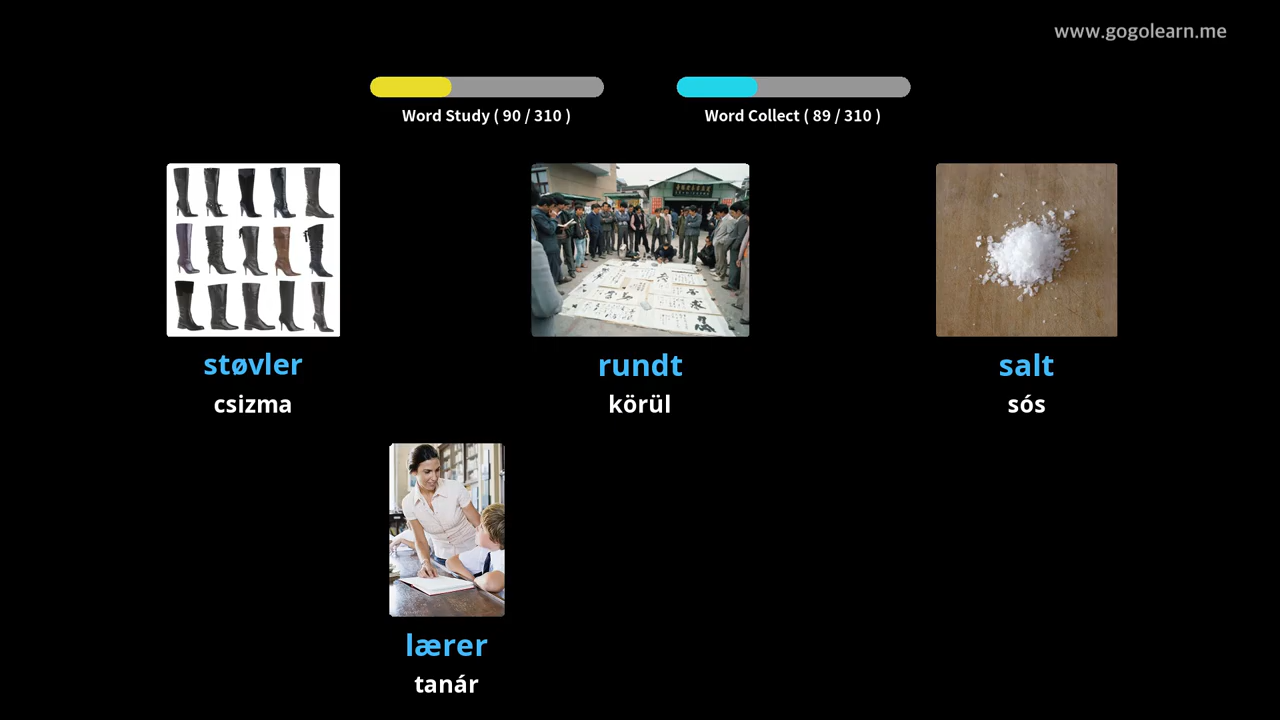 www.gogolearn.me
Word Study ( 90 / 310 )
Word Collect ( 89 / 310 )
støvler
csizma
rundt
körül
salt
sós
lærer
tanár